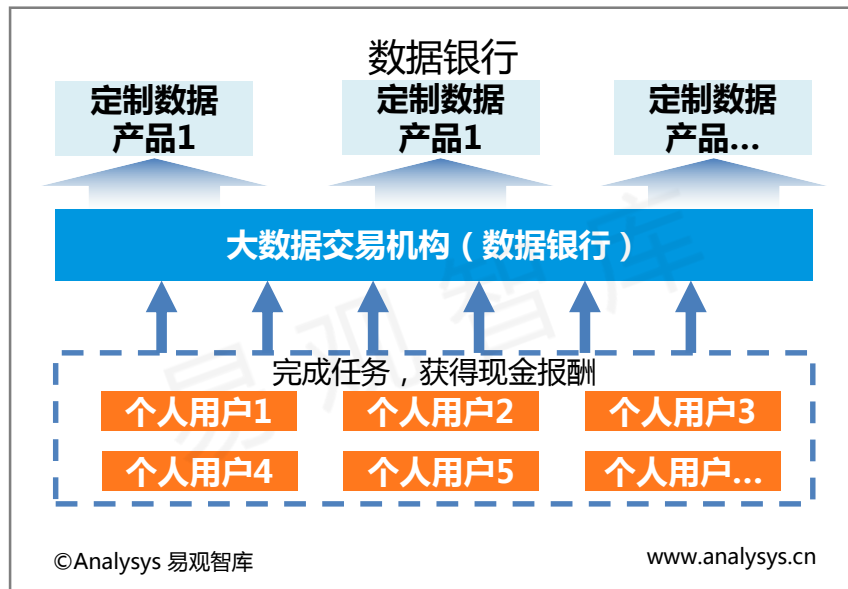 数据银行
定制数据
产品1
定制数据
产品1
定制数据
产品...
大数据交易机构（数据银行）
完成任务，获得现金报酬
个人用户1
个人用户2
个人用户3
个人用户4
个人用户5
个人用户...
易观智库
©Analysys 易观智库
www.analysys.cn